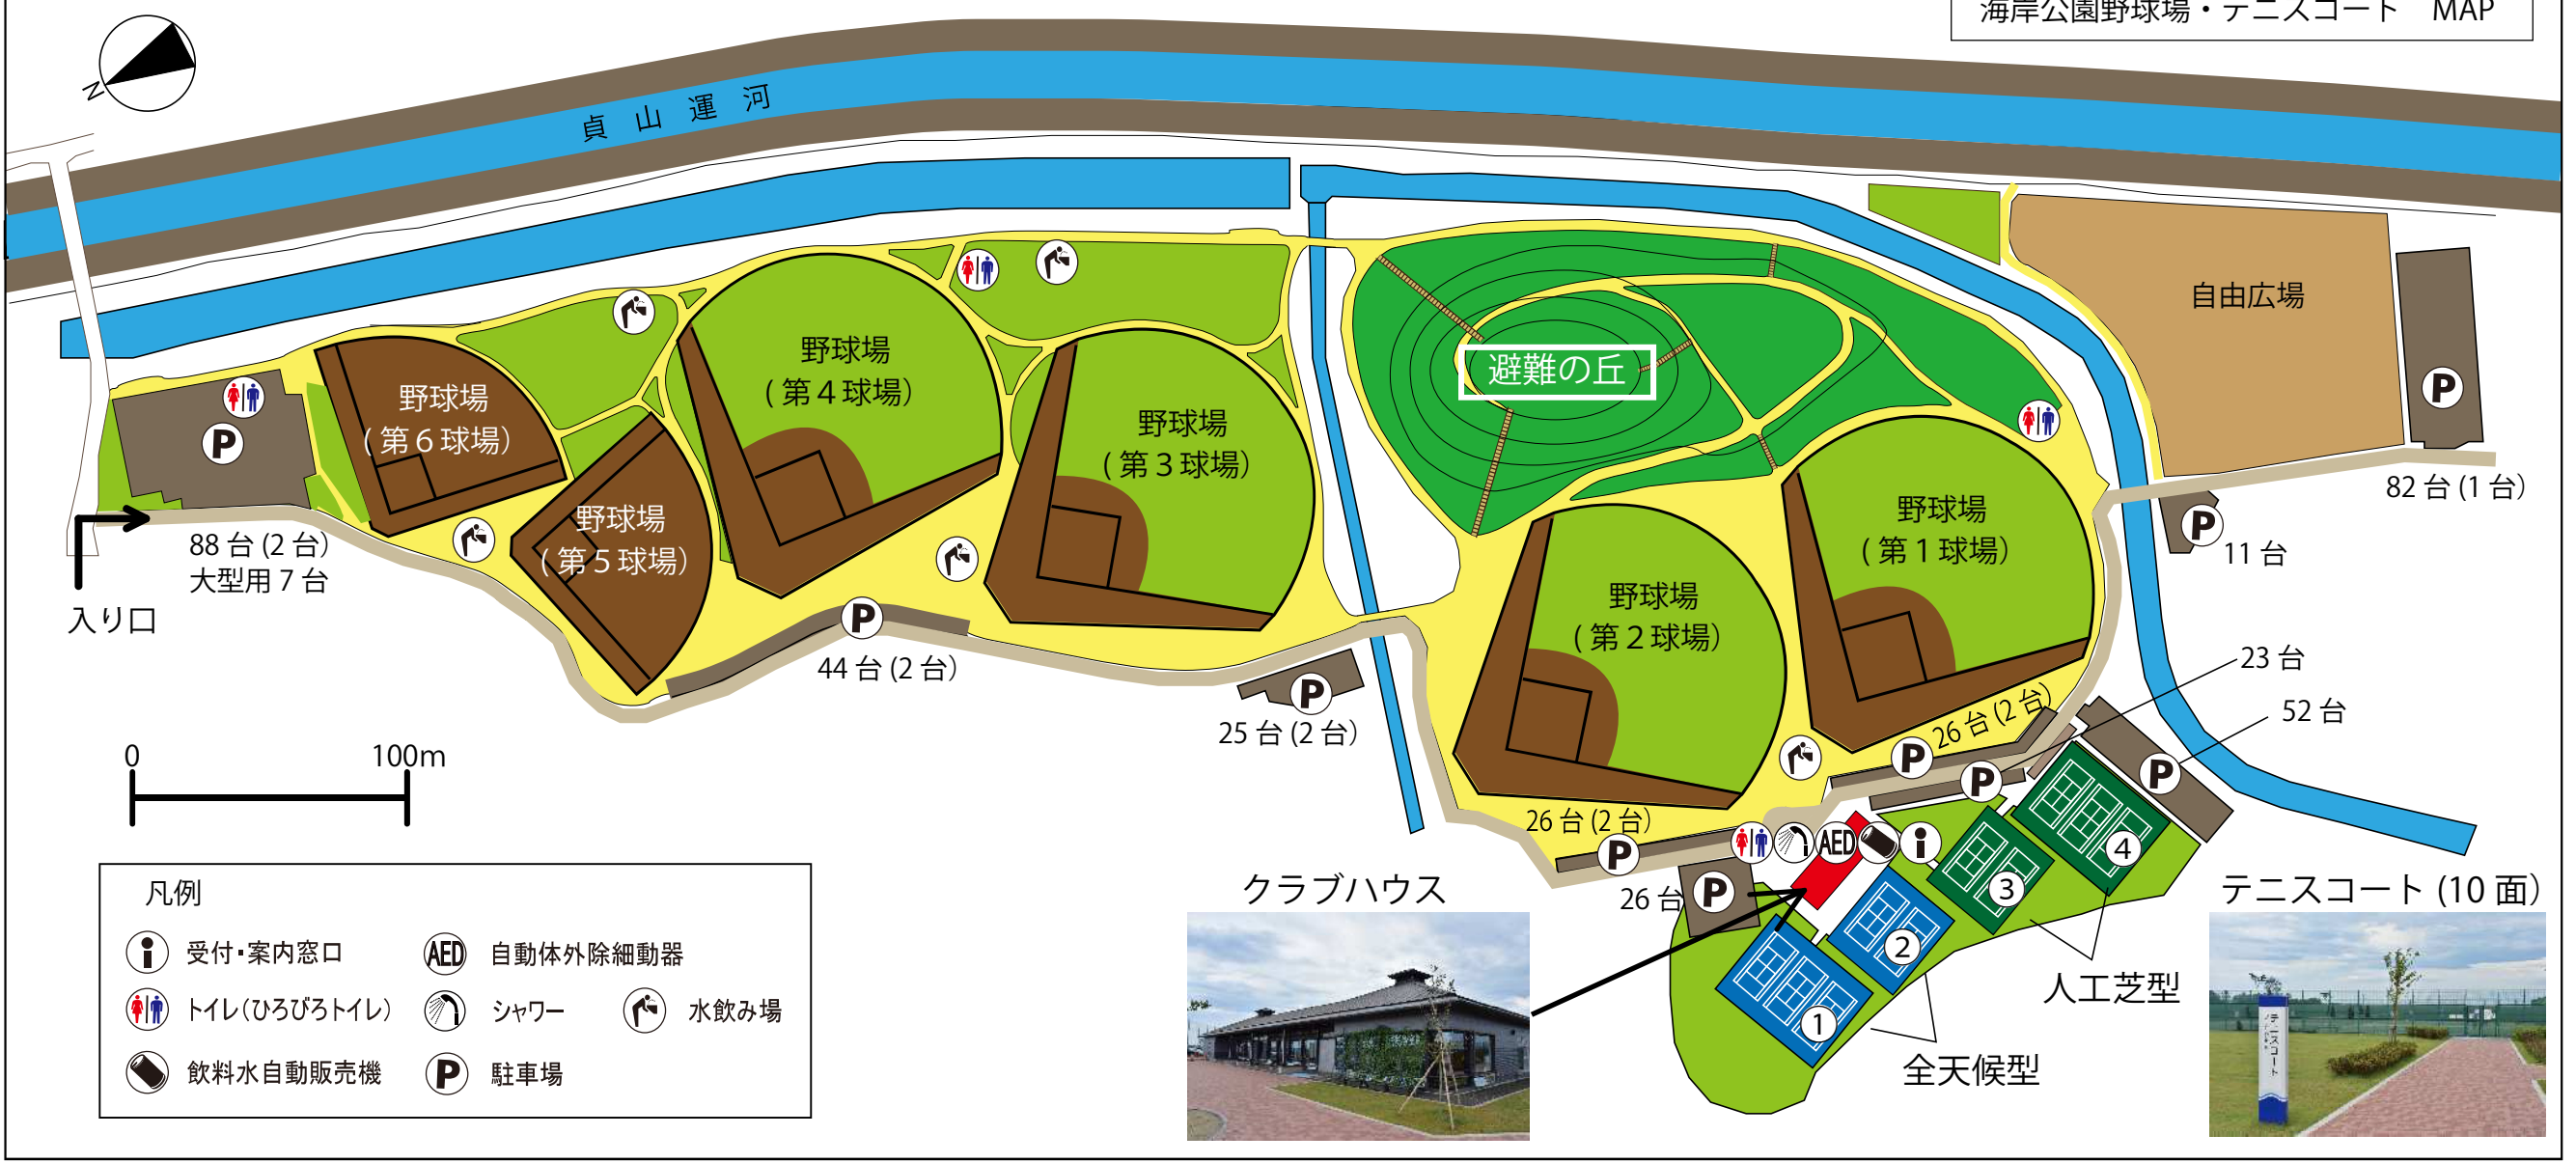 海岸公園野球場・テニスコート MAP
N
貞山運河
自由広場
避難の丘
野球場
(第4球場)
野球場
(第6球場)
野球場
(第3球場)
野球場
(第5球場)
野球場
(第1球場)
野球場
(第2球場)
P
P
82台(1台)
P
11台
88台(2台)
大型用7台
入り口
P
44台(2台)
P
25台(2台)
23台
52台
26台(2台)
P
P
P
26台(2台)
P
AED
i
26台
P
0 100m
1
2
3
4
クラブハウス
テニスコート(10面)
人工芝型
全天候型
テニスコート
凡例
i 受付・案内窓口
AED 自動体外除細動器
トイレ(ひろびろトイレ)
シャワー
水飲み場
飲料水自動販売機
P 駐車場